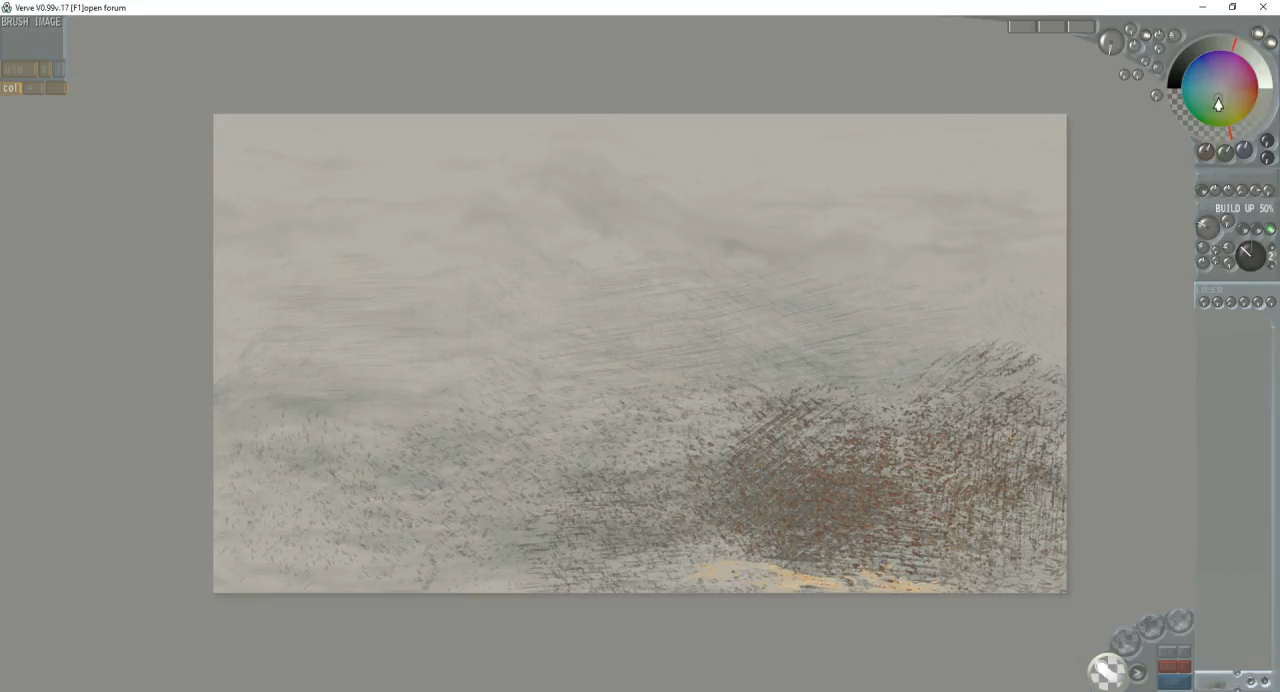 Verve V0.99v.17 [F1]open forum
BRUSH IMAGE
col
BUILD UP 50%
2